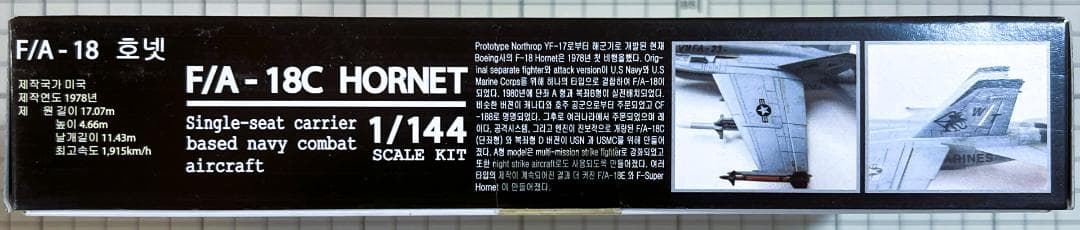 F/A - 18 호넷
제작국가 미국
제작연도 1978년
제 원 길이 17.07m
높이 4.66m
날개길이 11.43m
최고속도 1,915km/h
F/A - 18C HORNET
Single-seat carrier
based navy combat
aircraft
1/144
SCALE KIT
Prototype Northrop YF-17로부터 해군기로 개발된 현재
Boeing사의 F-18 Hornet은 1978년 첫 비행을했다. Orig-
inal separate fighter와 attack version이 U.S Navy와 U.S
Marine Corps를 위해 하나의 타입으로 결합하여 F/A-18이
되었다. 1980년에 단좌 A 형과 복좌B형이 실전배치되었다.
비슷한 버젼이 캐나다와 호주 공군으로부터 주문되었고 CF
-188로 명명되었다. 그후로 여러나라에서 주문되었으며 레
이다, 공격시스템, 그리고 엔진이 진보적으로 개량된 F/A-18C
(단좌형) 와 복좌형 D 버젼이 USN 과 USMC를 위해 만들어
졌다. A형 model은 multi-mission strike fighter로 강화되었고
또한 night strike aircraft로도 사용되도록 만들어졌다. 여러
타입의 제작이 계속되어진 결과 더 커진 F/A-18E 와 F-Super
Hornet 이 만들어졌다.
VMFA-23
MARINES